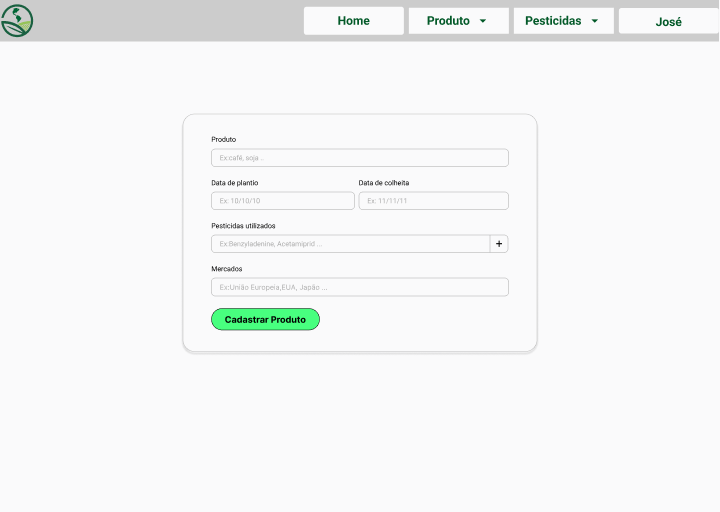 Home
Produto
Pesticidas
José
Produto
Ex:café, soja ..
Data de plantio
Data de colheita
Ex: 10/10/10
Ex: 11/11/11
Pesticidas utilizados
Ex:Benzyladenine, Acetamiprid ...
+
Mercados
Ex:União Europeia,EUA, Japão ...
Cadastrar Produto